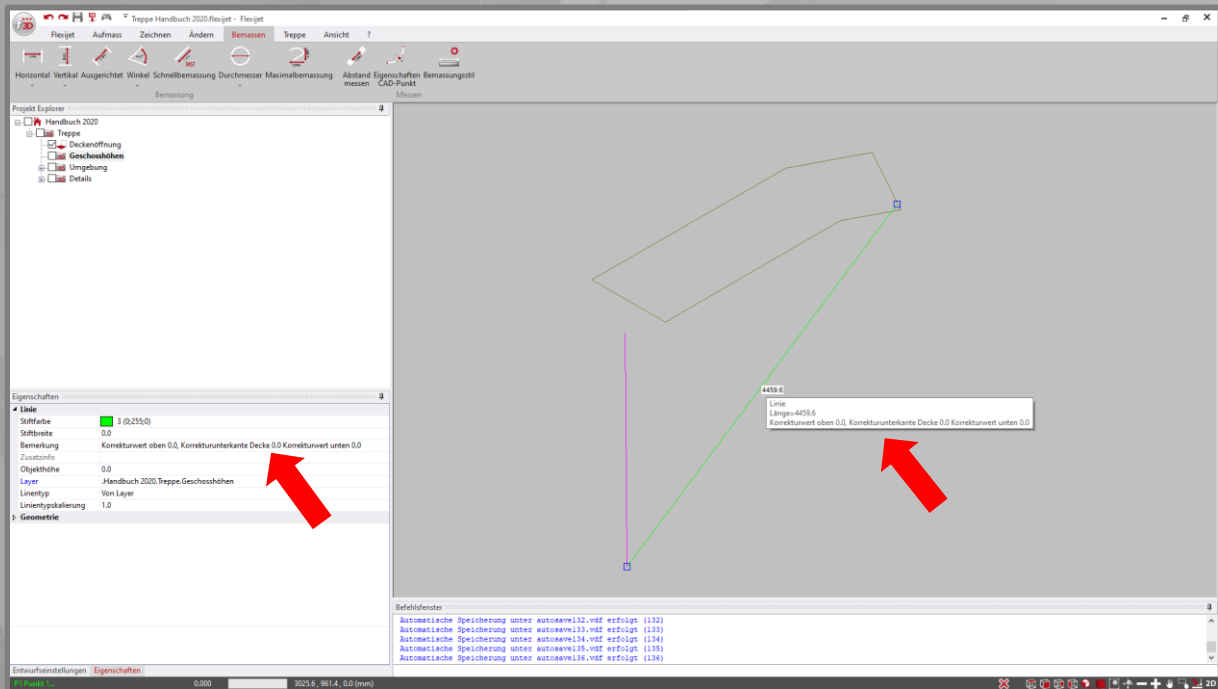 3D
Treppe Handbuch 2020.flexijet - Flexijet
Flexijet Aufmass Zeichnen Ändern Bemassen Treppe Ansicht ?
Horizontal Vertikal Ausgerichtet Winkel Schnellbemassung Durchmesser Maximalbemassung Abstand messen Eigenschaften CAD-Punkt Bemassungsstil
Bemassung Messen
Projekt Explorer
Handbuch 2020
Treppe
Deckenöffnung
Geschosshöhen
Umgebung
Details
4459.6
Linie
Länge=4459.6
Korrekturwert oben 0.0, Korrekturunterkante Decke 0.0 Korrekturwert unten 0.0
Eigenschaften
Linie
Stiftfarbe 3 (0;255;0)
Stiftbreite 0.0
Bemerkung Korrekturwert oben 0.0, Korrekturunterkante Decke 0.0 Korrekturwert unten 0.0
Zusatzinfo
Objekthöhe 0.0
Layer .Handbuch 2020.Treppe.Geschosshöhen
Linentyp Von Layer
Linientypskalierung 1.0
Geometrie
Befehlsfenster
Automatische Speicherung unter autosave132.vdf erfolgt (132)
Automatische Speicherung unter autosave133.vdf erfolgt (133)
Automatische Speicherung unter autosave134.vdf erfolgt (134)
Automatische Speicherung unter autosave135.vdf erfolgt (135)
Automatische Speicherung unter autosave136.vdf erfolgt (136)
Entwurfseinstellungen Eigenschaften
P1 Punkt 1... 0.000 3025.6 , 961.4 , 0.0 (mm) 2D